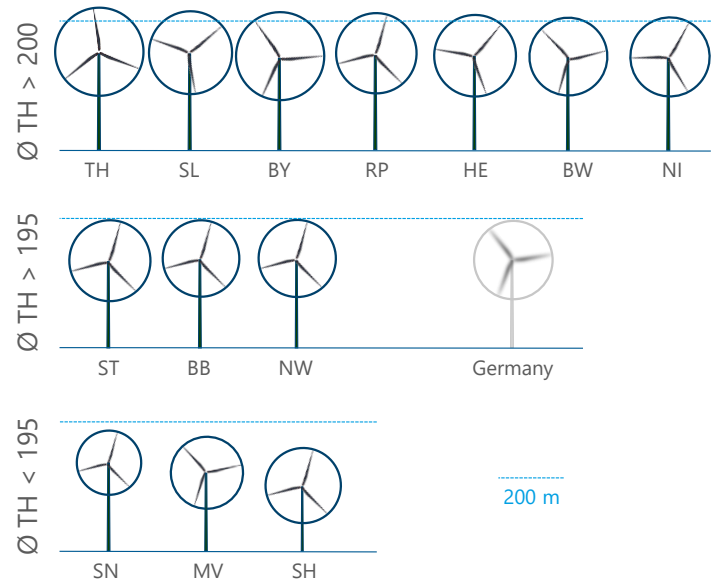 Ø TH > 200
TH SL BY RP HE BW NI
Ø TH > 195
ST BB NW Germany
Ø TH < 195
200 m
SN MV SH